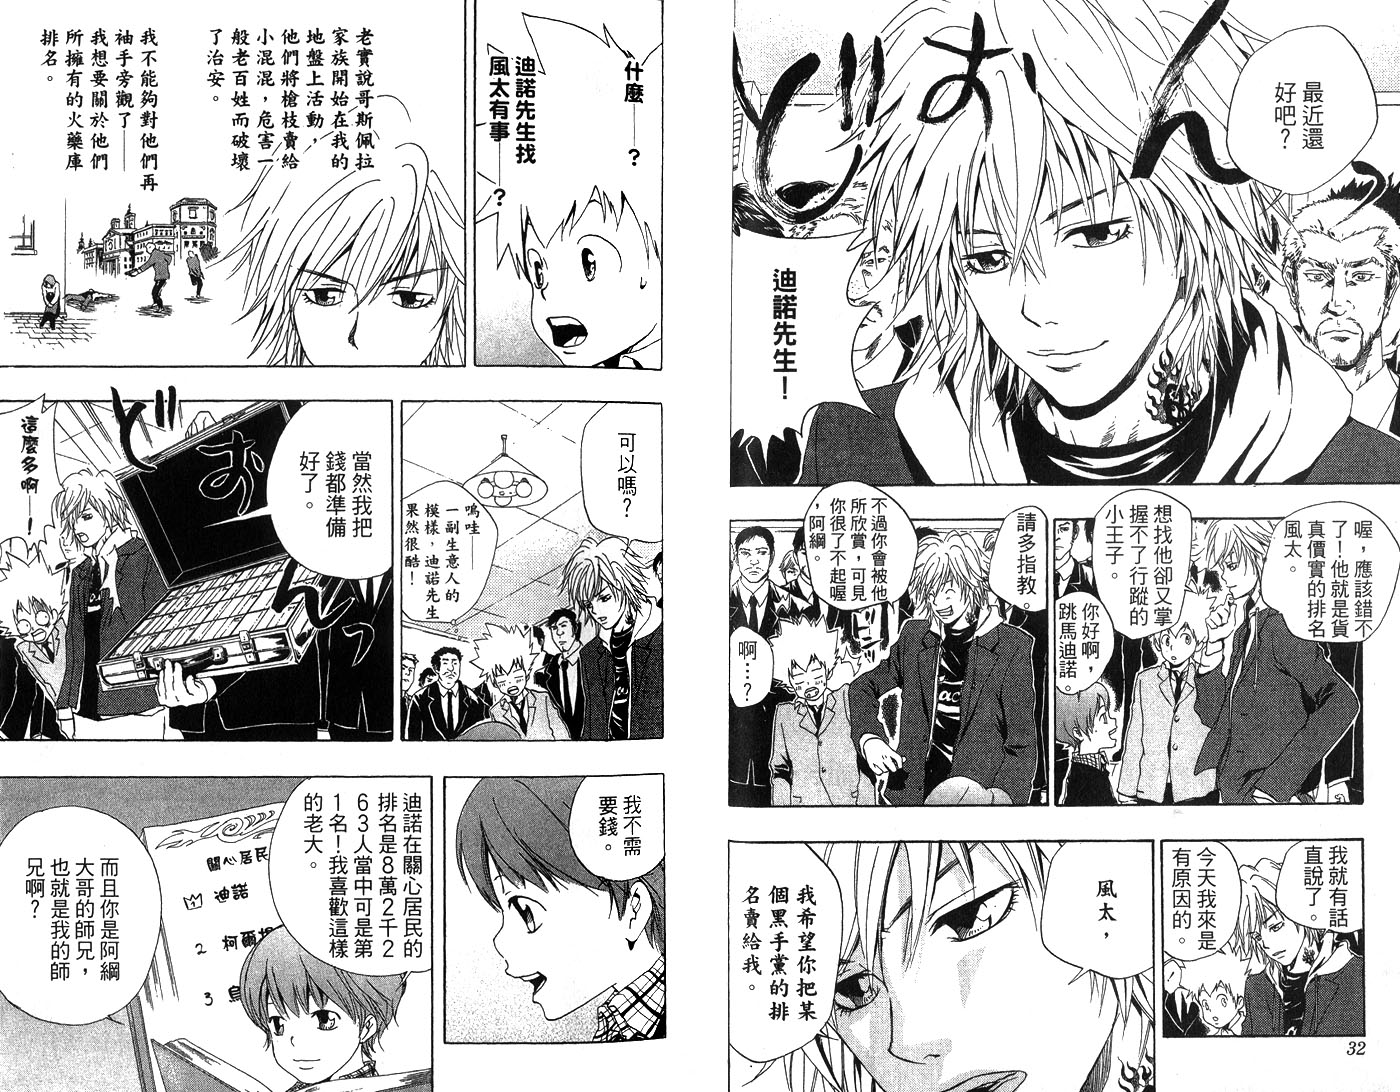 最近還
好吧?
どおん
迪諾先生!
喔,應該錯不
了!他就是貨
真價實的排名
風太。
想找他卻又掌
握不了行蹤的
小王子。
你好啊,
跳馬迪諾。
請多指教。
不過你會被他
所欣賞,可見
你很了不起喔
,阿綱。
啊…?
我就有話
直說了。
今天我來是
有原因的。
風太,
我希望你把某
個黑手黨的排
名賣給我。
32
什麼——?
迪諾先生找
風太有事——?
老實說哥斯佩拉
家族開始在我的
地盤上活動,
他們將槍枝賣給
小混混,危害一
般老百姓而破壞
了治安。
我不能夠對他們再
袖手旁觀了——
我想要關於他們
所擁有的火藥庫
排名。
可以嗎?
嗚哇——
一副生意人的
模樣,迪諾先生
果然很酷!
當然我把
錢都準備
好了。
どおんっ
這麼多啊——!
我不需
要錢。
迪諾在關心居民的
排名是8萬2千2
63人當中可是第
1名!我喜歡這樣
的老大。
關心居民
迪諾
2 柯爾
3
而且你是阿綱
大哥的師兄,
也就是我的師
兄啊?